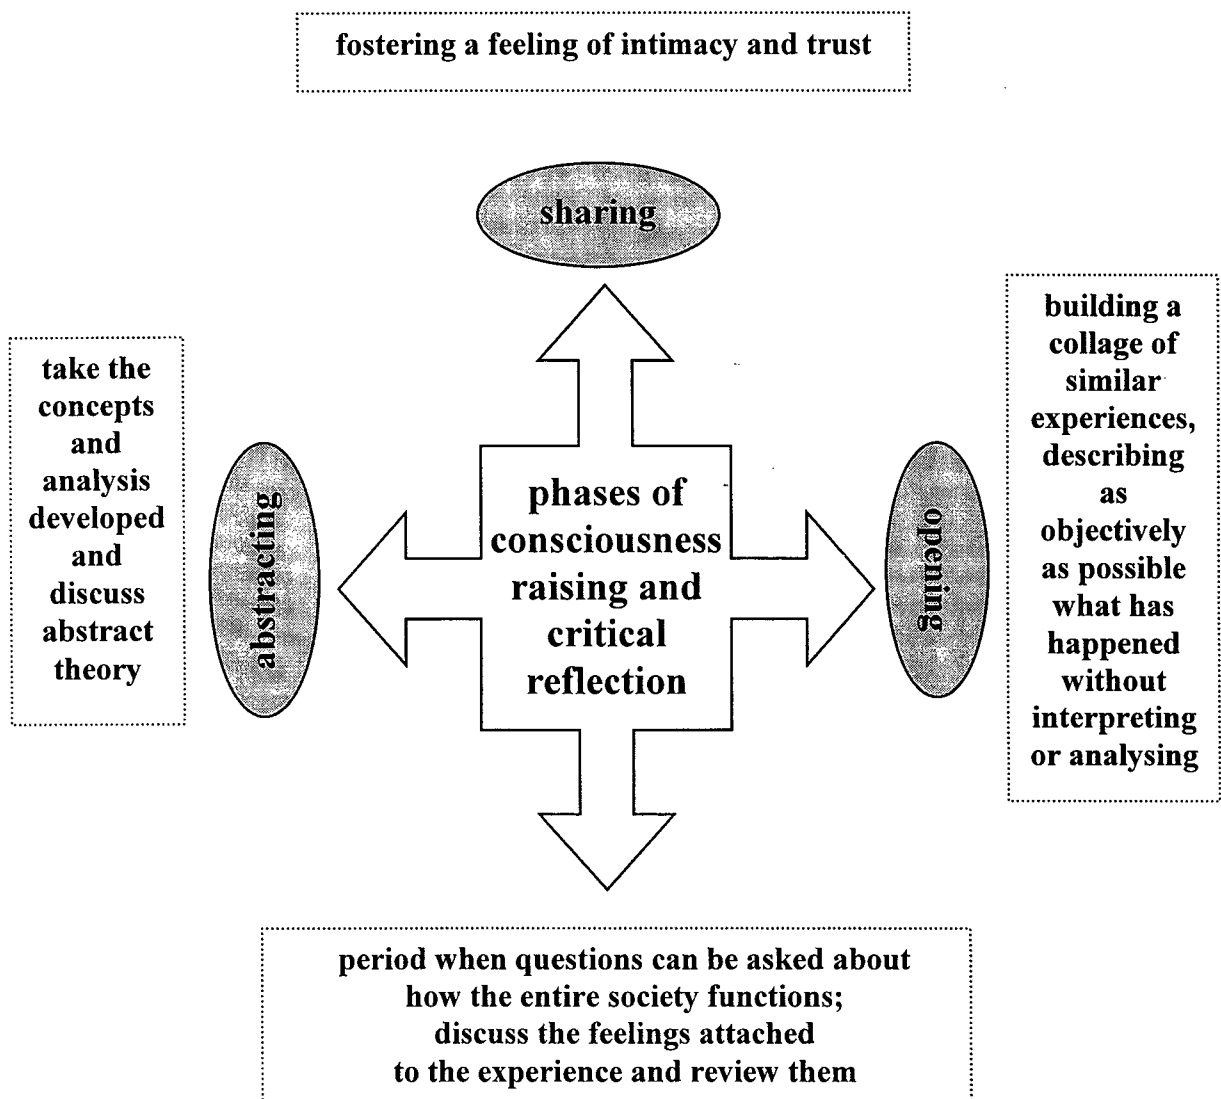 fostering a feeling of intimacy and trust
sharing
take the
concepts
and
analysis
developed
and
discuss
abstract
theory
abstracting
phases of
consciousness
raising and
critical
reflection
opening
building a
collage of
similar
experiences,
describing
as
objectively
as possible
what has
happened
without
interpreting
or analysing
period when questions can be asked about
how the entire society functions;
discuss the feelings attached
to the experience and review them